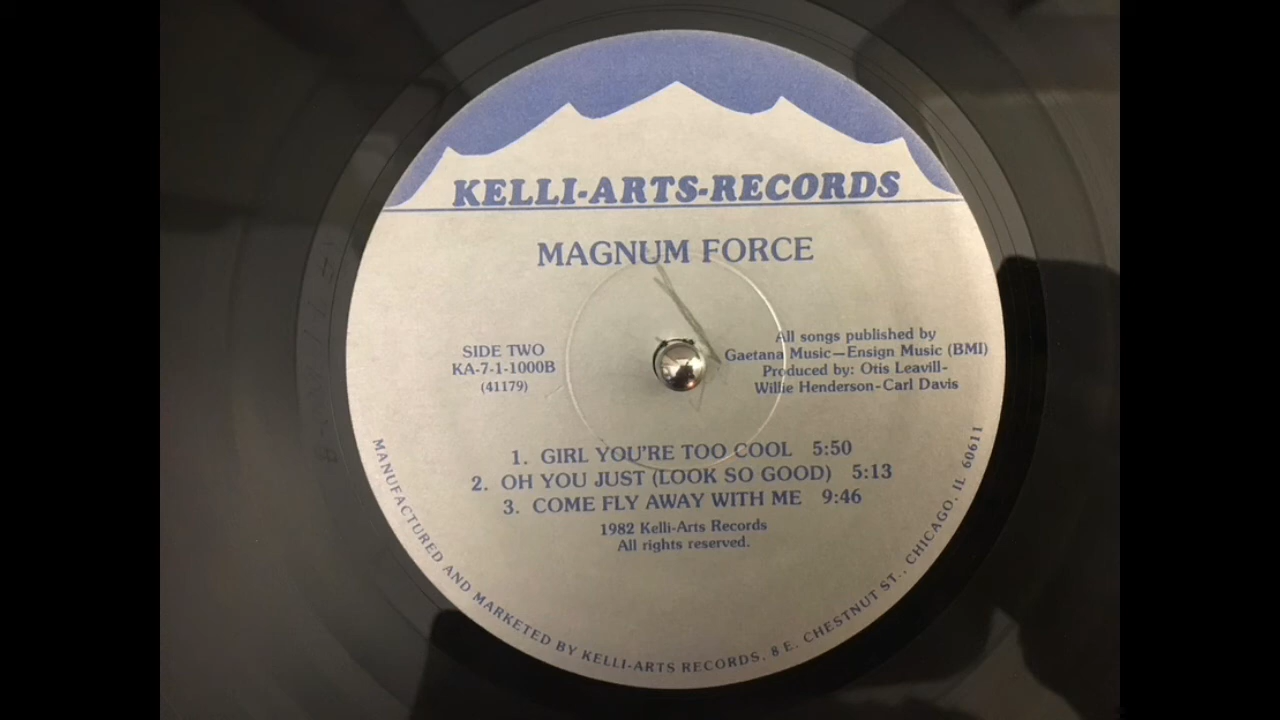 KELLI-ARTS-RECORDS
MAGNUM FORCE
SIDE TWO
KA-7-1-1000B
(41179)
All songs published by
Gaetana Music—Ensign Music (BMI)
Produced by: Otis Leavill-
Willie Henderson-Carl Davis
1. GIRL YOU'RE TOO COOL 5:50
2. OH YOU JUST (LOOK SO GOOD) 5:13
3. COME FLY AWAY WITH ME 9:46
1982 Kelli-Arts Records
All rights reserved.
MANUFACTURED AND MARKETED BY KELLI-ARTS RECORDS, 8 E. CHESTNUT ST., CHICAGO, IL 60611